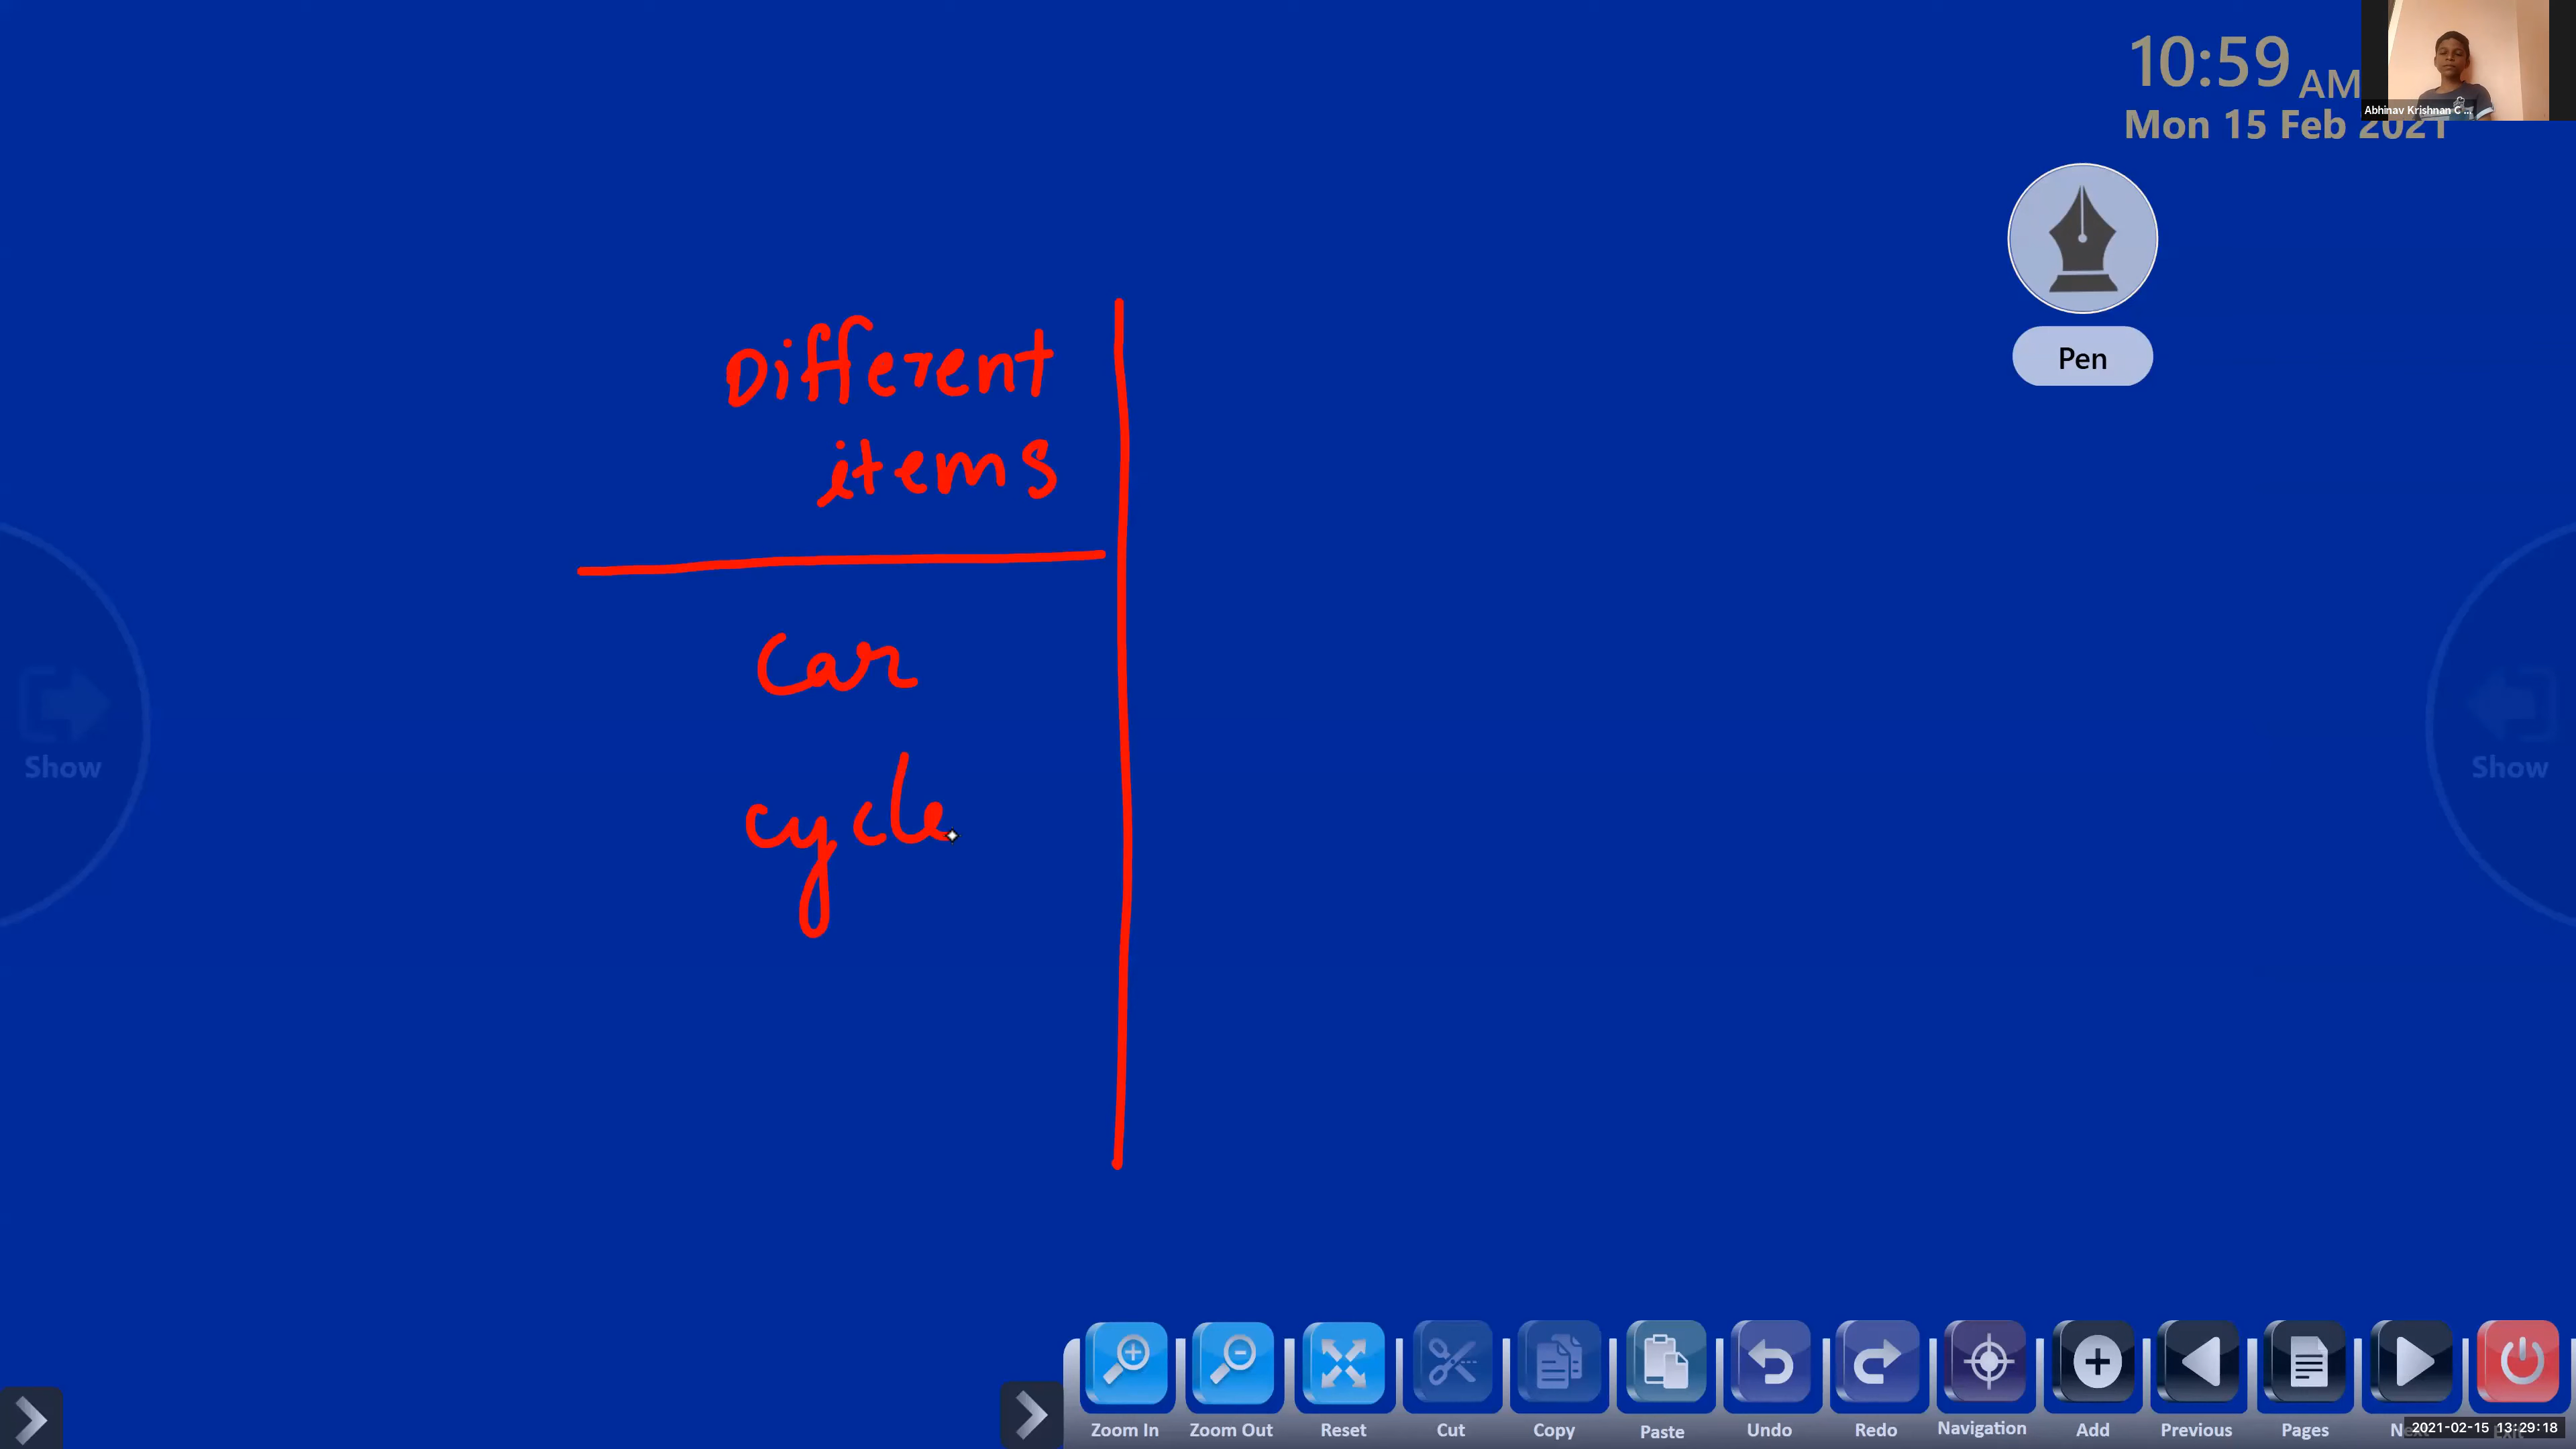 10:59 AM
Abhinav Krishnan C ...
Mon 15 Feb 2021
Pen
Different
items
Car
cycle
Show
Show
Zoom In
Zoom Out
Reset
Cut
Copy
Paste
Undo
Redo
Navigation
Add
Previous
Pages
2021-02-15 13:29:18